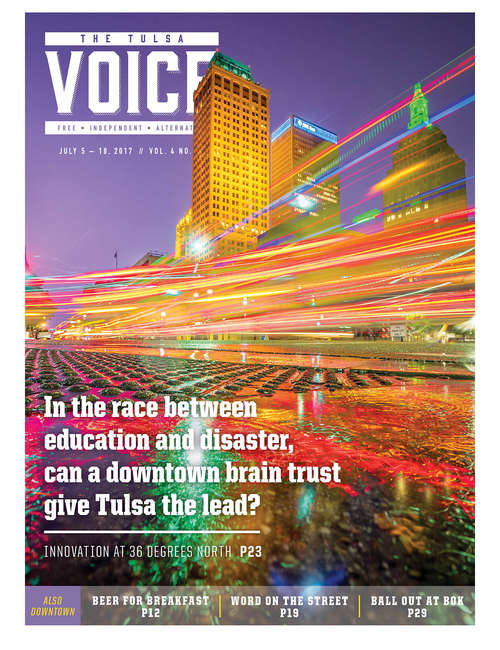 THE TULSA
VOICE
FREE • INDEPENDENT •
JULY 5 – 18, 2017 // VOL. 4 NO.
In the race between
education and disaster,
can a downtown brain trust
give Tulsa the lead?
INNOVATION AT 36 DEGREES NORTH P23
ALSO
DOWNTOWN
BEER FOR BREAKFAST
P12
WORD ON THE STREET
P19
BALL OUT AT BOK
P29